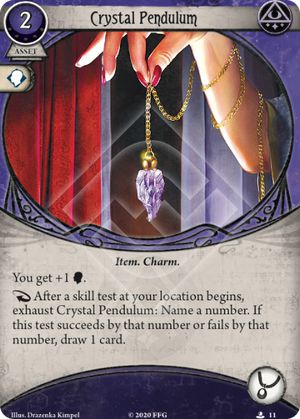 2
Crystal Pendulum
ASSET
Item. Charm.
You get +1 .
After a skill test at your location begins,
exhaust Crystal Pendulum: Name a number. If
this test succeeds by that number or fails by that
number, draw 1 card.
Illus. Drazenka Kimpel
© 2020 FFG
11